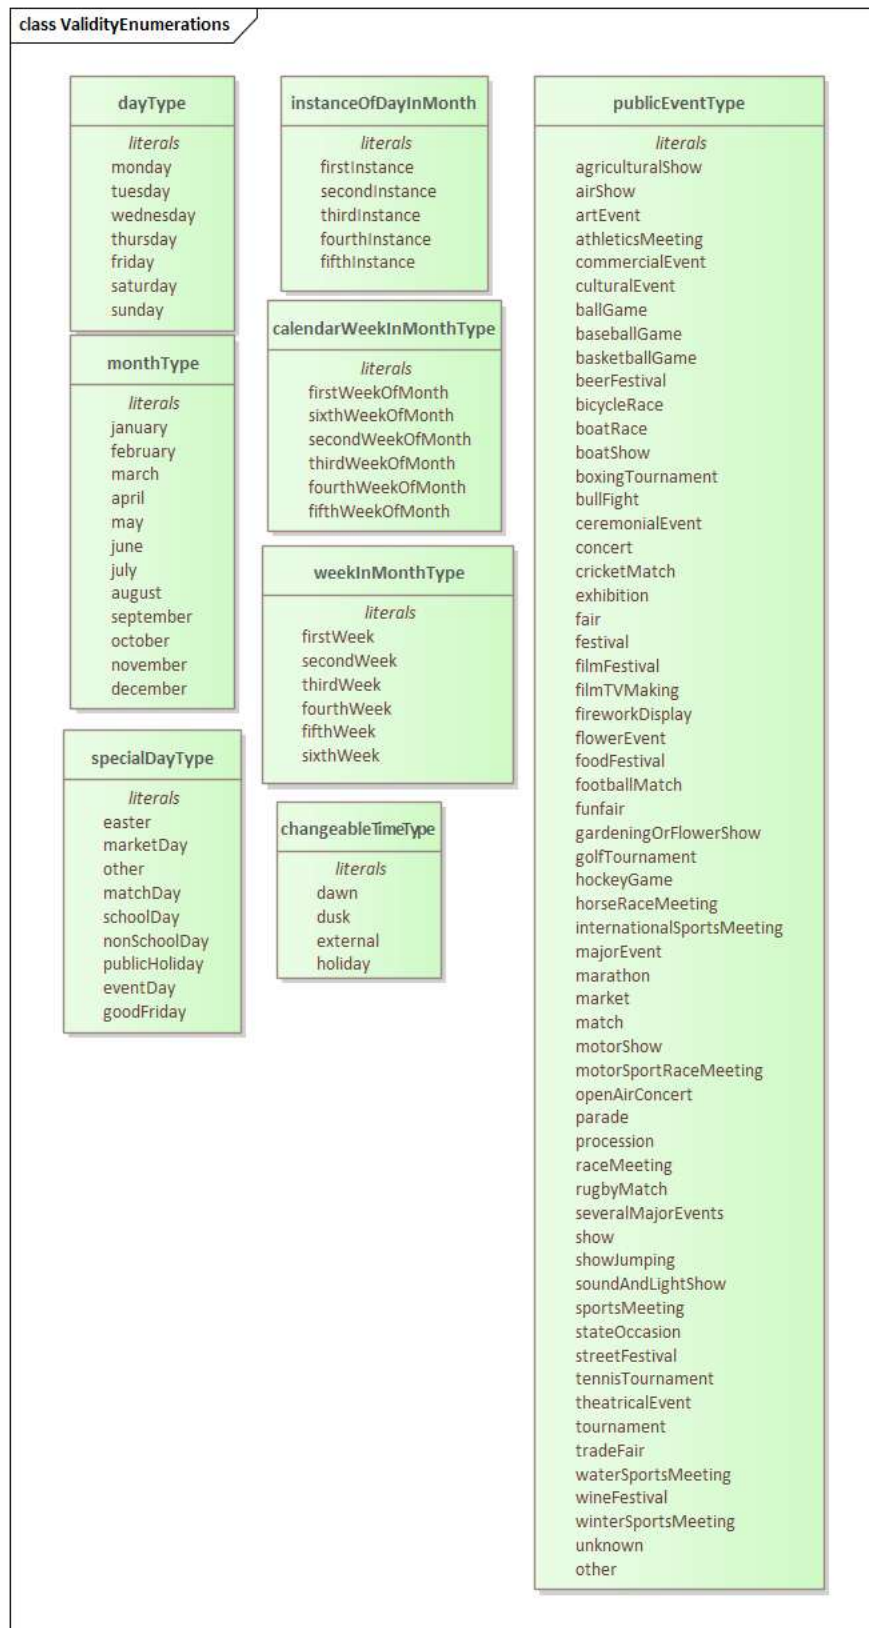 class ValidityEnumerations
dayType
literals
monday
tuesday
wednesday
thursday
friday
saturday
sunday
monthType
literals
january
february
march
april
may
june
july
august
september
october
november
december
specialDayType
literals
easter
marketDay
other
matchDay
schoolDay
nonSchoolDay
publicHoliday
eventDay
goodFriday
instanceOfDayInMonth
literals
firstInstance
secondInstance
thirdInstance
fourthInstance
fifthInstance
calendarWeekInMonthType
literals
firstWeekOfMonth
sixthWeekOfMonth
secondWeekOfMonth
thirdWeekOfMonth
fourthWeekOfMonth
fifthWeekOfMonth
weekInMonthType
literals
firstWeek
secondWeek
thirdWeek
fourthWeek
fifthWeek
sixthWeek
changeableTimeType
literals
dawn
dusk
external
holiday
publicEventType
literals
agriculturalShow
airShow
artEvent
athleticsMeeting
commercialEvent
culturalEvent
ballGame
baseballGame
basketballGame
beerFestival
bicycleRace
boatRace
boatShow
boxingTournament
bullFight
ceremonialEvent
concert
cricketMatch
exhibition
fair
festival
filmFestival
filmTVMaking
fireworkDisplay
flowerEvent
foodFestival
footballMatch
funfair
gardeningOrFlowerShow
golfTournament
hockeyGame
horseRaceMeeting
internationalSportsMeeting
majorEvent
marathon
market
match
motorShow
motorSportRaceMeeting
openAirConcert
parade
procession
raceMeeting
rugbyMatch
severalMajorEvents
show
showJumping
soundAndLightShow
sportsMeeting
stateOccasion
streetFestival
tennisTournament
theatricalEvent
tournament
tradeFair
waterSportsMeeting
wineFestival
winterSportsMeeting
unknown
other